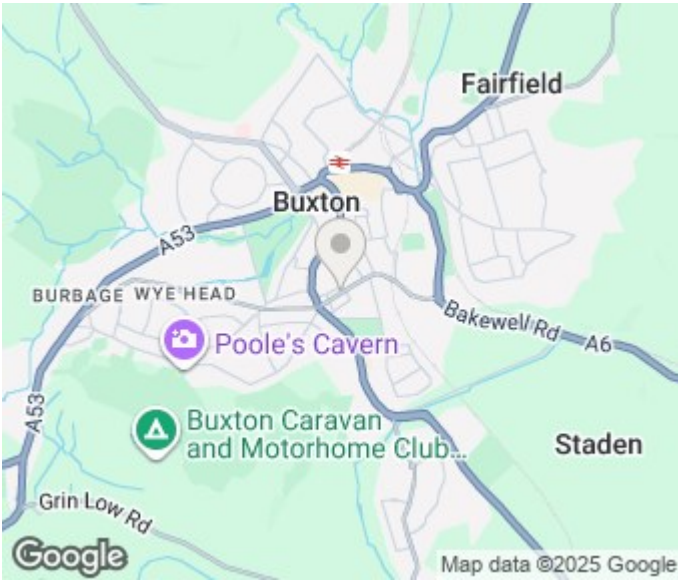 Fairfield
Buxton
A53
BURBAGE WYE HEAD
Bakewell Rd
A6
Poole's Cavern
A53
Buxton Caravan
and Motorhome Club...
Staden
Grin Low Rd
Google
Map data ©2025 Google